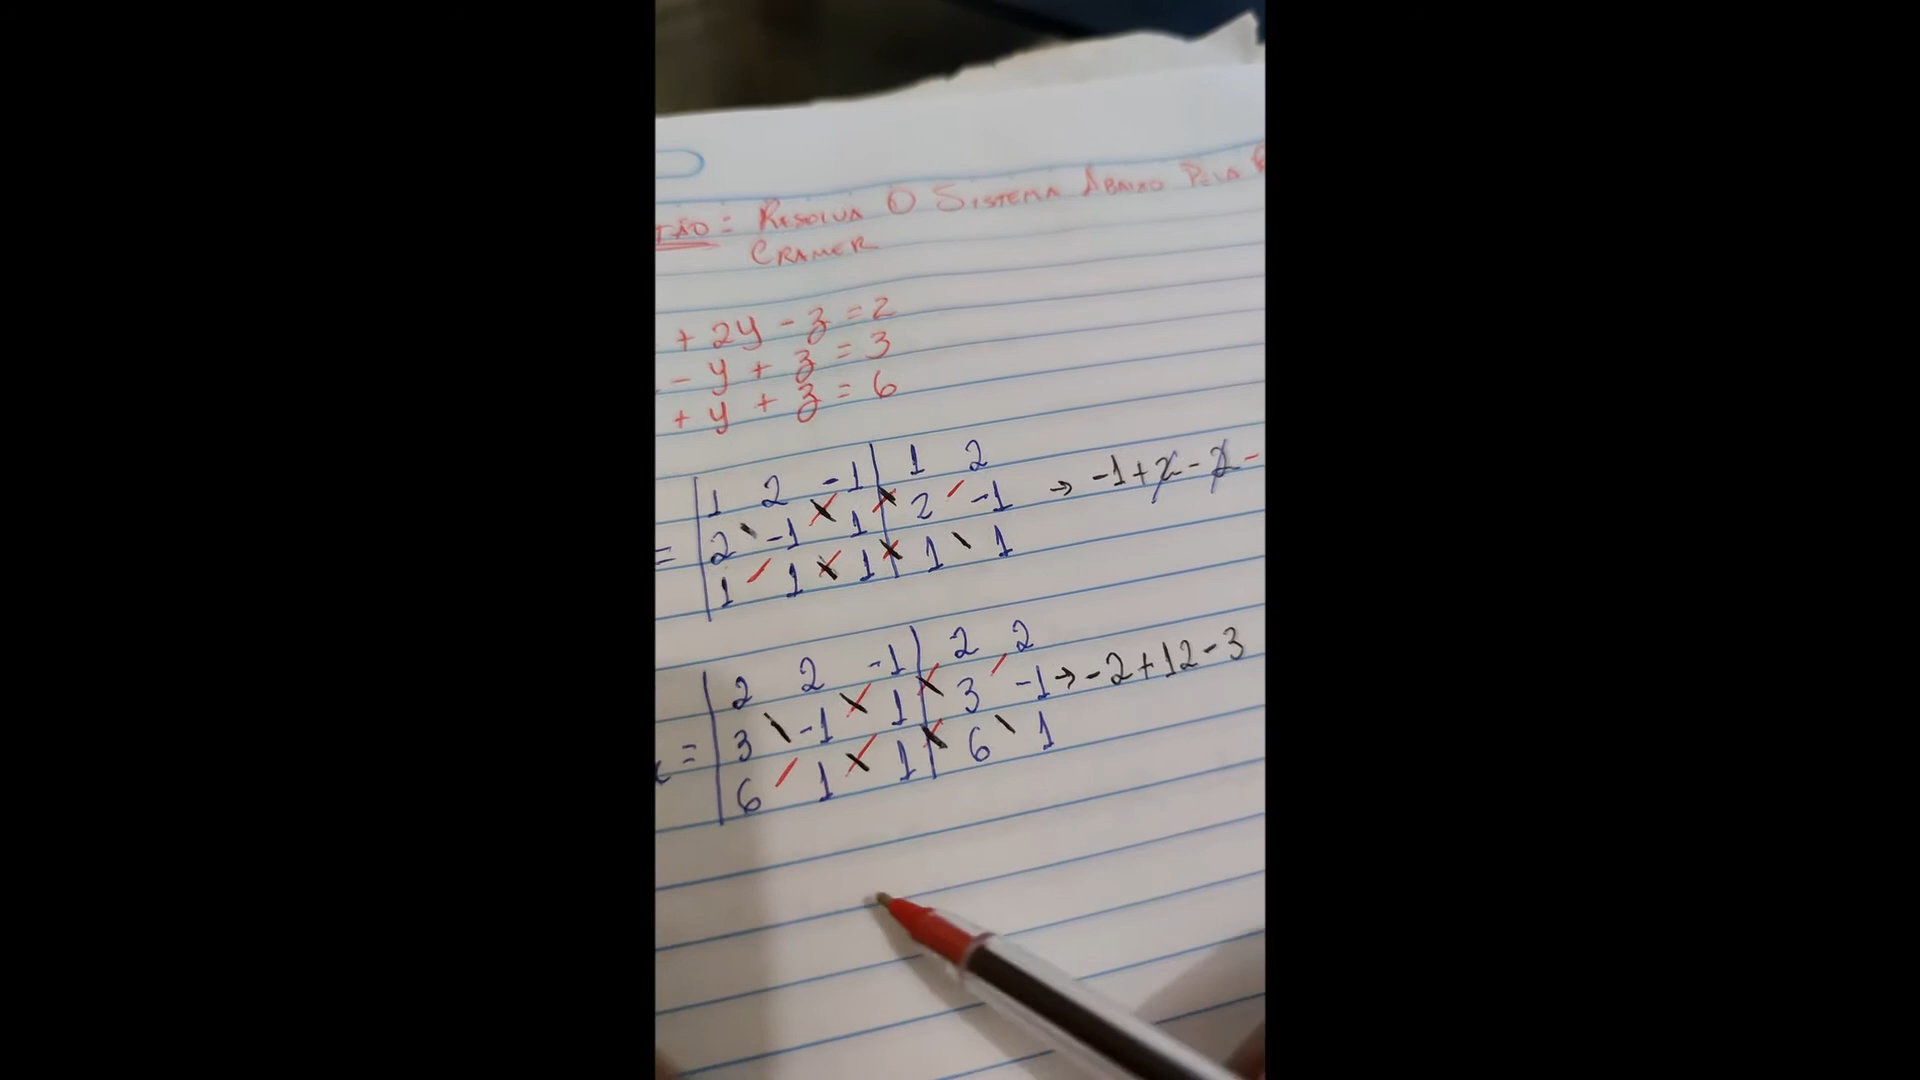 TÃO: RESOLVA O SISTEMA ABAIXO PELA R
CRAMER
+ 2y - z = 2
- y + z = 3
+ y + z = 6
1 2 -1 | 1 2
2 -1 1 | 2 -1 → -1+2-2-
= 1 1 1 | 1 1
2 2 -1 | 2 2
3 -1 1 | 3 -1 → -2+12-3
= 6 1 1 | 6 1